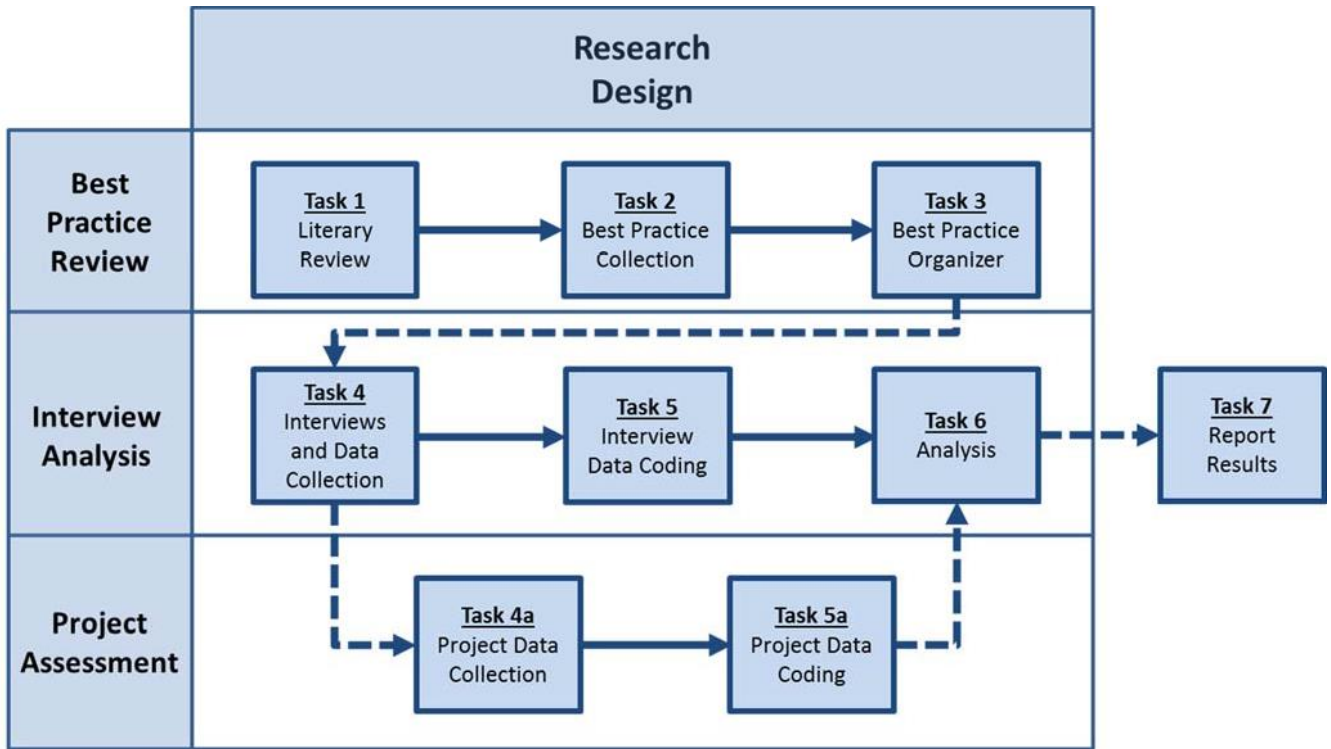 Research
Design
Best
Practice
Review
Task 1
Literary
Review
Task 2
Best Practice
Collection
Task 3
Best Practice
Organizer
Interview
Analysis
Task 4
Interviews
and Data
Collection
Task 5
Interview
Data Coding
Task 6
Analysis
Task 7
Report
Results
Project
Assessment
Task 4a
Project Data
Collection
Task 5a
Project Data
Coding